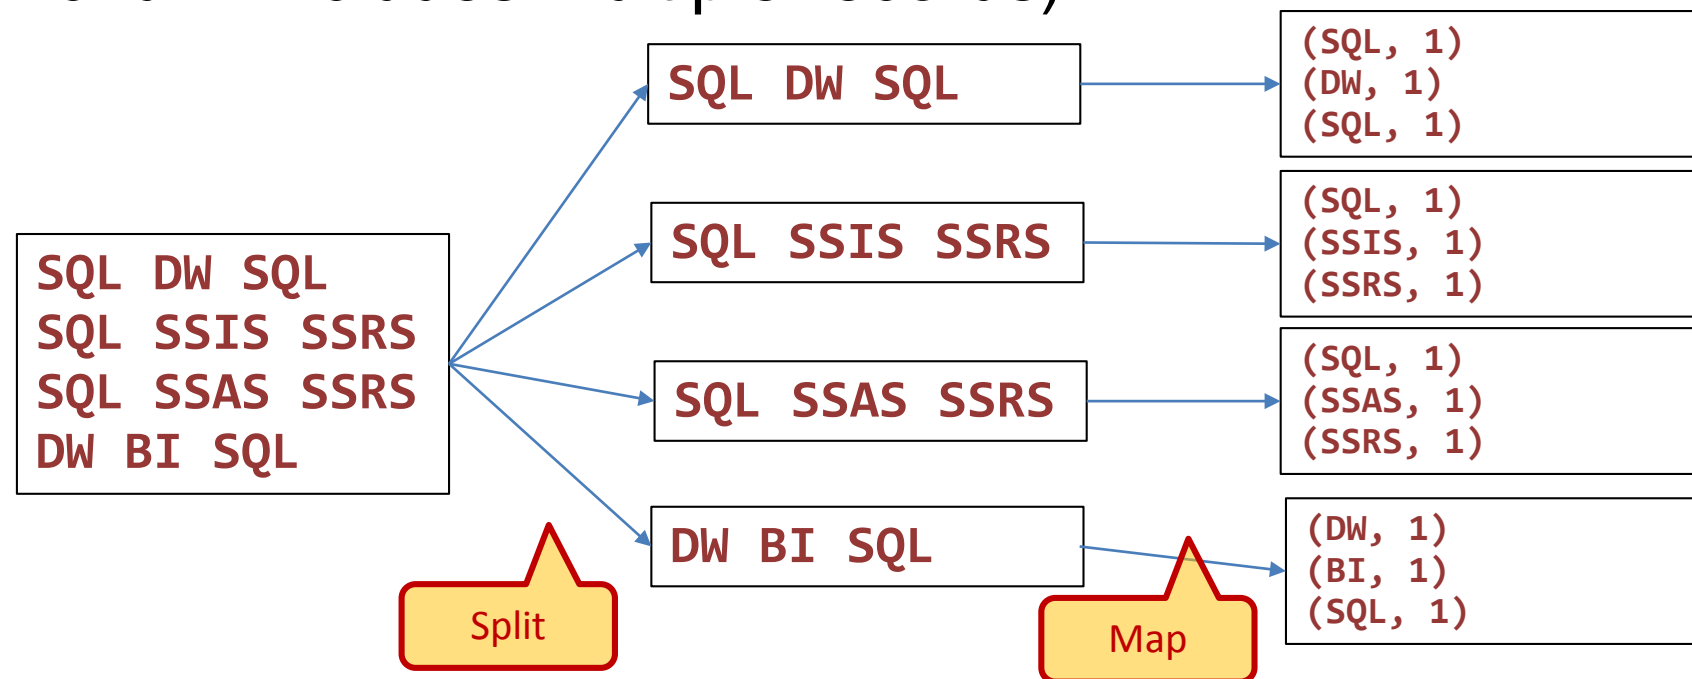 SQL DW SQL
SQL SSIS SSRS
SQL SSAS SSRS
DW BI SQL
SQL DW SQL
SQL SSIS SSRS
SQL SSAS SSRS
DW BI SQL
(SQL, 1)
(DW, 1)
(SQL, 1)
(SQL, 1)
(SSIS, 1)
(SSRS, 1)
(SQL, 1)
(SSAS, 1)
(SSRS, 1)
(DW, 1)
(BI, 1)
(SQL, 1)
Split
Map